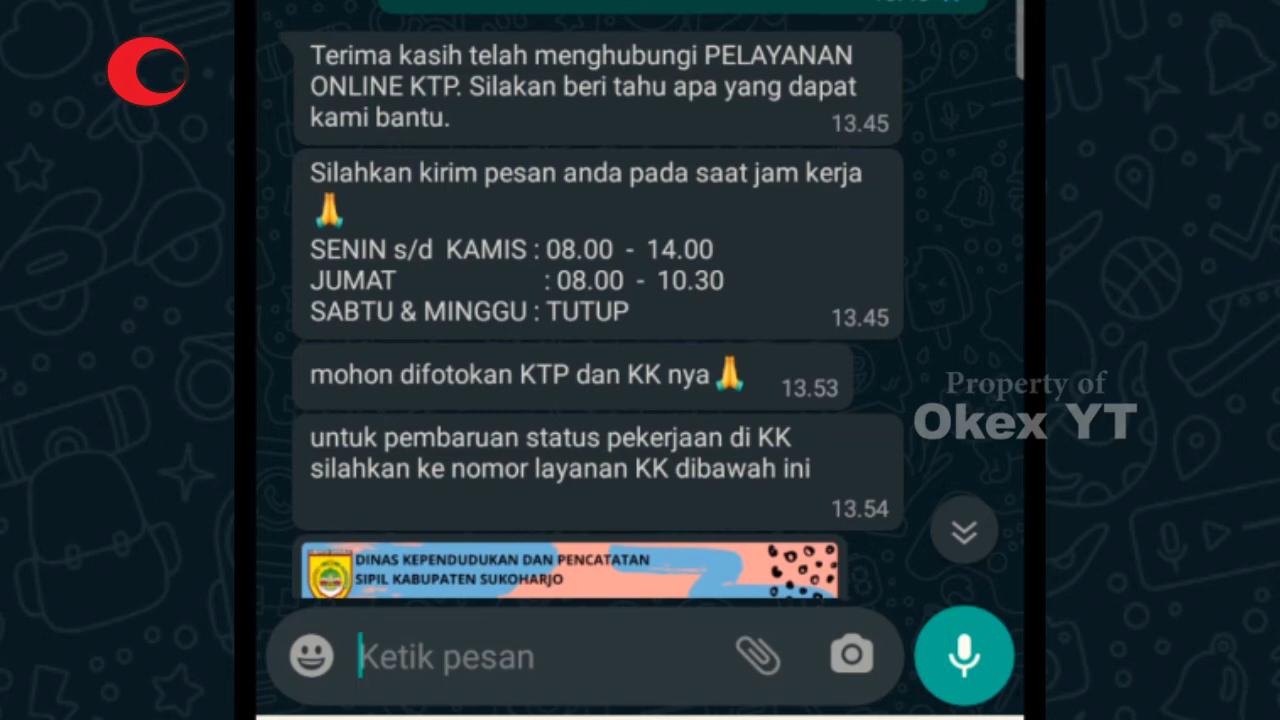 Terima kasih telah menghubungi PELAYANAN
ONLINE KTP. Silakan beri tahu apa yang dapat
kami bantu.
13.45
Silahkan kirim pesan anda pada saat jam kerja
🙏
SENIN s/d KAMIS : 08.00 - 14.00
JUMAT : 08.00 - 10.30
SABTU & MINGGU : TUTUP
13.45
mohon difotokan KTP dan KK nya🙏
13.53
Property of
Okex YT
untuk pembaruan status pekerjaan di KK
silahkan ke nomor layanan KK dibawah ini
13.54
DINAS KEPENDUDUKAN DAN PENCATATAN
SIPIL KABUPATEN SUKOHARJO
Ketik pesan